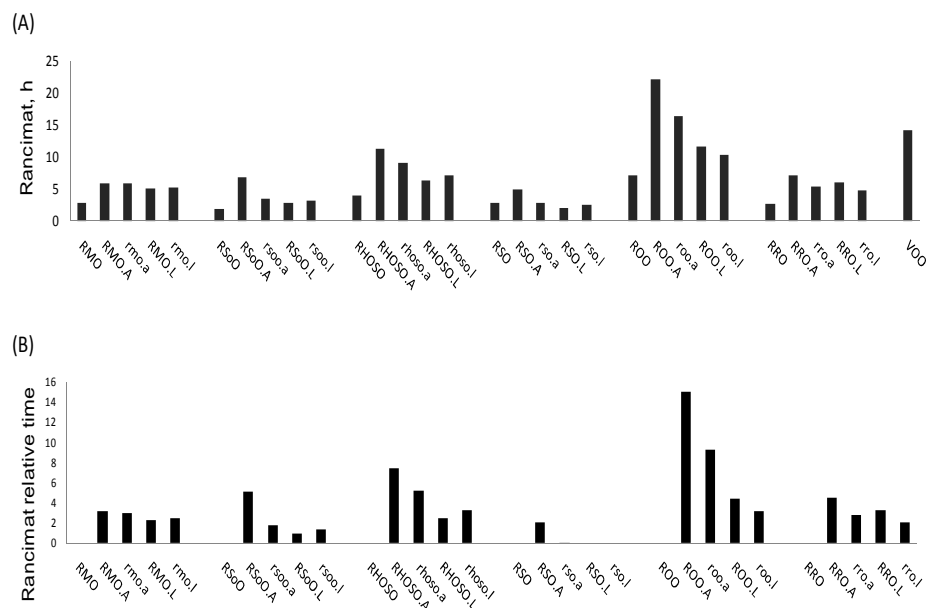 (A)
Rancimat, h
25
20
15
10
5
0
RMO
RMO.A
rmo.a
RMO.L
rmo.l
RSoO
RSoO.A
rsoo.a
RSoO.L
rsoo.l
RHOSO
RHOSO.A
rhoso.a
RHOSO.L
rhoso.l
RSO
RSO.A
rso.a
RSO.L
rso.l
ROO
ROO.A
roo.a
ROO.L
roo.l
RRO
RRO.A
rro.a
RRO.L
rro.l
VOO
(B)
Rancimat relative time
16
14
12
10
8
6
4
2
0
RMO
RMO.A
rmo.a
RMO.L
rmo.l
RSoO
RSoO.A
rsoo.a
RSoO.L
rsoo.l
RHOSO
RHOSO.A
rhoso.a
RHOSO.L
rhoso.l
RSO
RSO.A
rso.a
RSO.L
rso.l
ROO
ROO.A
roo.a
ROO.L
roo.l
RRO
RRO.A
rro.a
RRO.L
rro.l